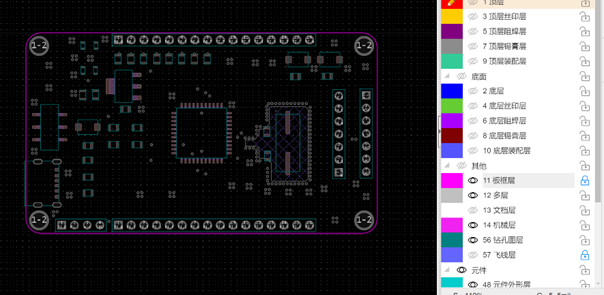 1-2
1-2
1-2
1-2
1 顶层
3 顶层丝印层
5 顶层阻焊层
7 顶层锡膏层
9 顶层装配层
底面
2 底层
4 底层丝印层
6 底层阻焊层
8 底层锡膏层
10 底层装配层
其他
11 板框层
12 多层
13 文档层
14 机械层
56 钻孔图层
57 飞线层
元件
48 元件外形层